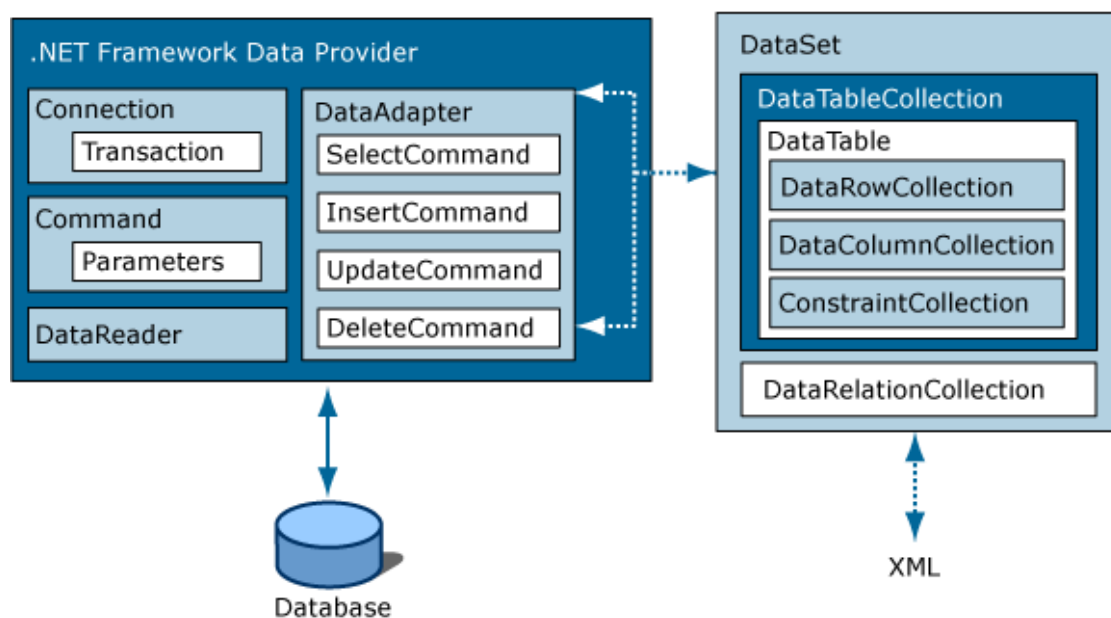 .NET Framework Data Provider
Connection
Transaction
Command
Parameters
DataReader
DataAdapter
SelectCommand
InsertCommand
UpdateCommand
DeleteCommand
Database
DataSet
DataTableCollection
DataTable
DataRowCollection
DataColumnCollection
ConstraintCollection
DataRelationCollection
XML